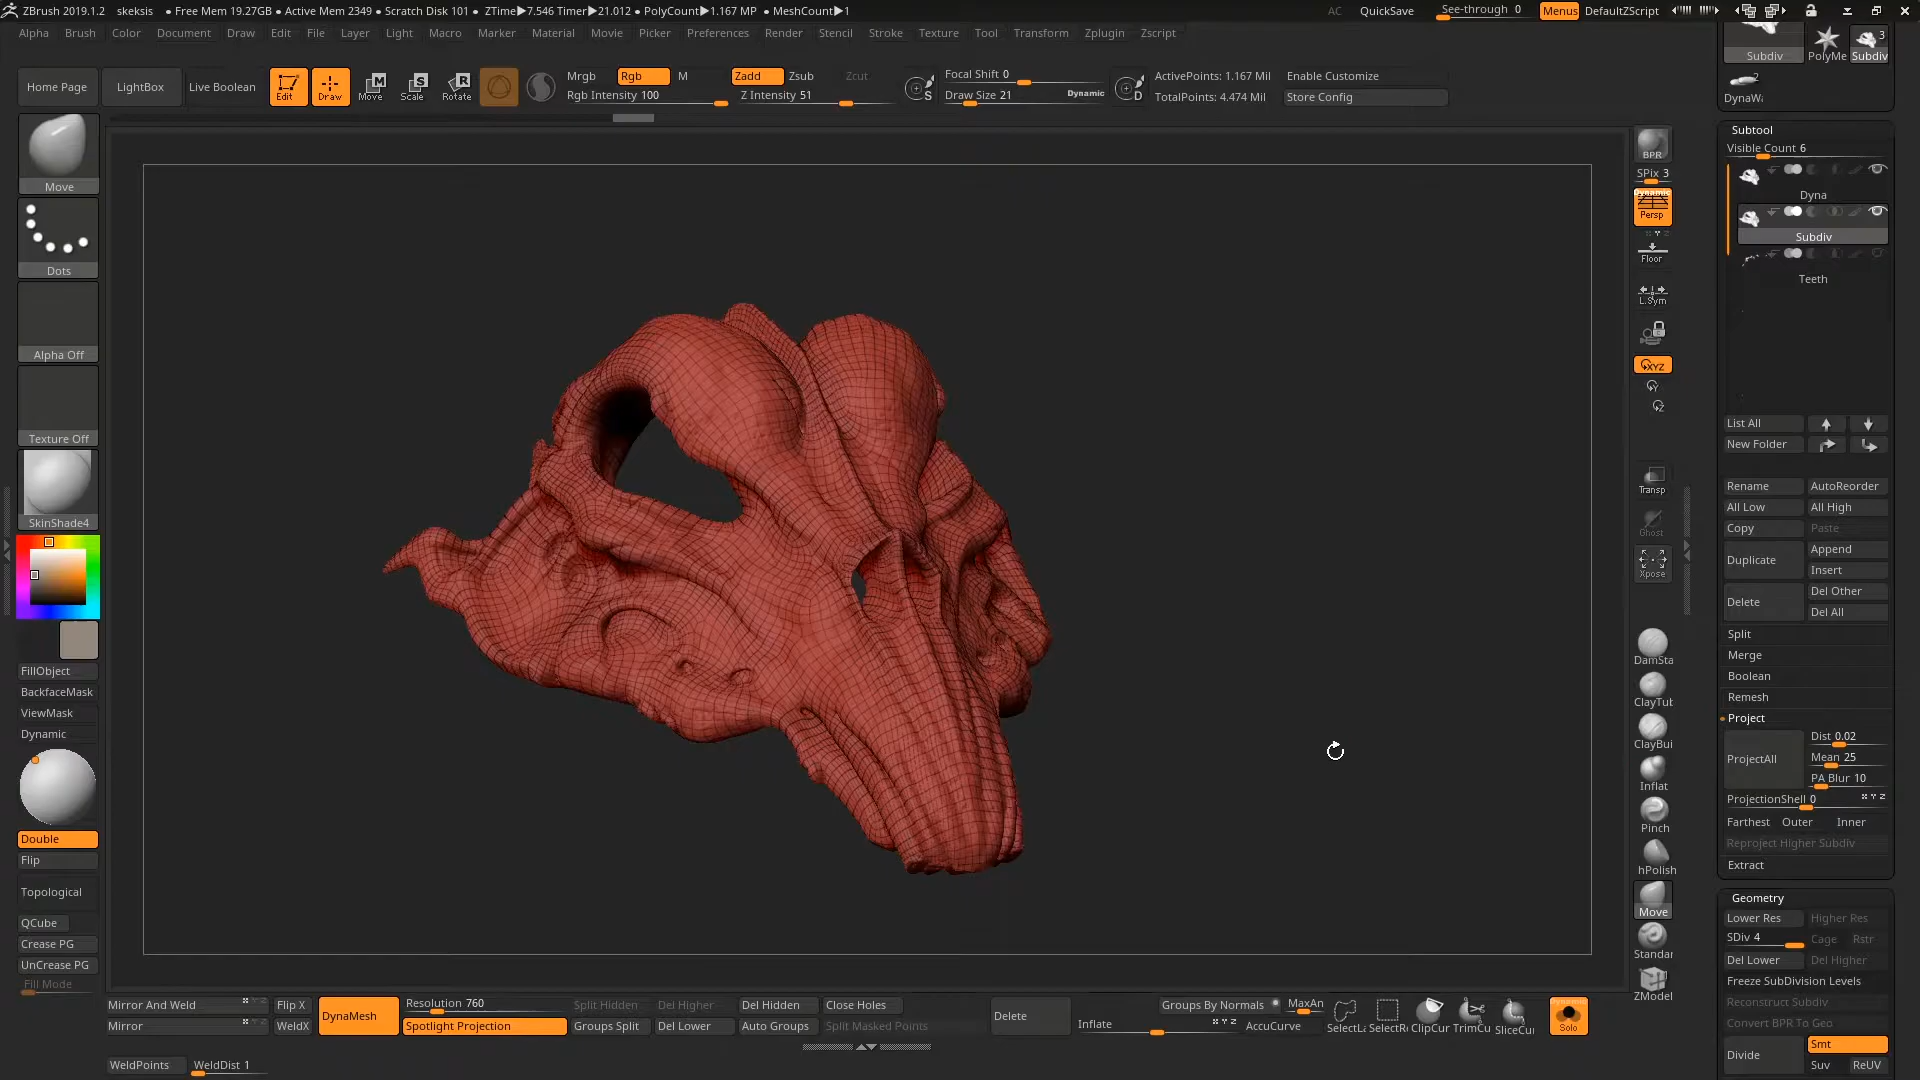 ZBrush 2019.1.2 skeksis • Free Mem 19.27GB • Active Mem 2349 • Scratch Disk 101 • ZTime▶7.546 Timer▶21.012 • PolyCount▶1.167 MP • MeshCount▶1 AC QuickSave See-through 0 Menus DefaultZScript
Alpha Brush Color Document Draw Edit File Layer Light Macro Marker Material Movie Picker Preferences Render Stencil Stroke Texture Tool Transform Zplugin Zscript
Home Page LightBox Live Boolean Edit Draw Move Scale Rotate
Mrgb Rgb M Zadd Zsub Zcut
Rgb Intensity 100 Z Intensity 51
Focal Shift 0
Draw Size 21 Dynamic
ActivePoints: 1.167 Mil Enable Customize
TotalPoints: 4.474 Mil Store Config
Move
Dots
Alpha Off
Texture Off
SkinShade4
FillObject
BackfaceMask
ViewMask
Dynamic
Double
Flip
Topological
QCube
Crease PG
UnCrease PG
Fill Mode
BPR
SPix 3
Dynamic
Persp
Floor
L.Sym
XYZ
Transp
Ghost
Xpose
DamSta
ClayTub
ClayBui
Inflat
Pinch
hPolish
Move
Standar
ZModel
Subdiv PolyMe 3 Subdiv
2
DynaWa
Subtool
Visible Count 6
Dyna
Subdiv
Teeth
List All
New Folder
Rename AutoReorder
All Low All High
Copy Paste
Duplicate Append
Insert
Delete Del Other
Del All
Split
Merge
Boolean
Remesh
Project
ProjectAll Dist 0.02
Mean 25
PA Blur 10
ProjectionShell 0
Farthest Outer Inner
Reproject Higher Subdiv
Extract
Geometry
Lower Res Higher Res
SDiv 4 Cage Rstr
Del Lower Del Higher
Freeze SubDivision Levels
Reconstruct Subdiv
Convert BPR To Geo
Divide Smt
Suv ReUV
Mirror And Weld Flip X DynaMesh Resolution 760 Split Hidden Del Higher Del Hidden Close Holes Delete Groups By Normals MaxAn
Mirror WeldX Spotlight Projection Groups Split Del Lower Auto Groups Split Masked Points Inflate AccuCurve SelectLa SelectRe ClipCur TrimCu SliceCur Dynamic Solo
WeldPoints WeldDist 1